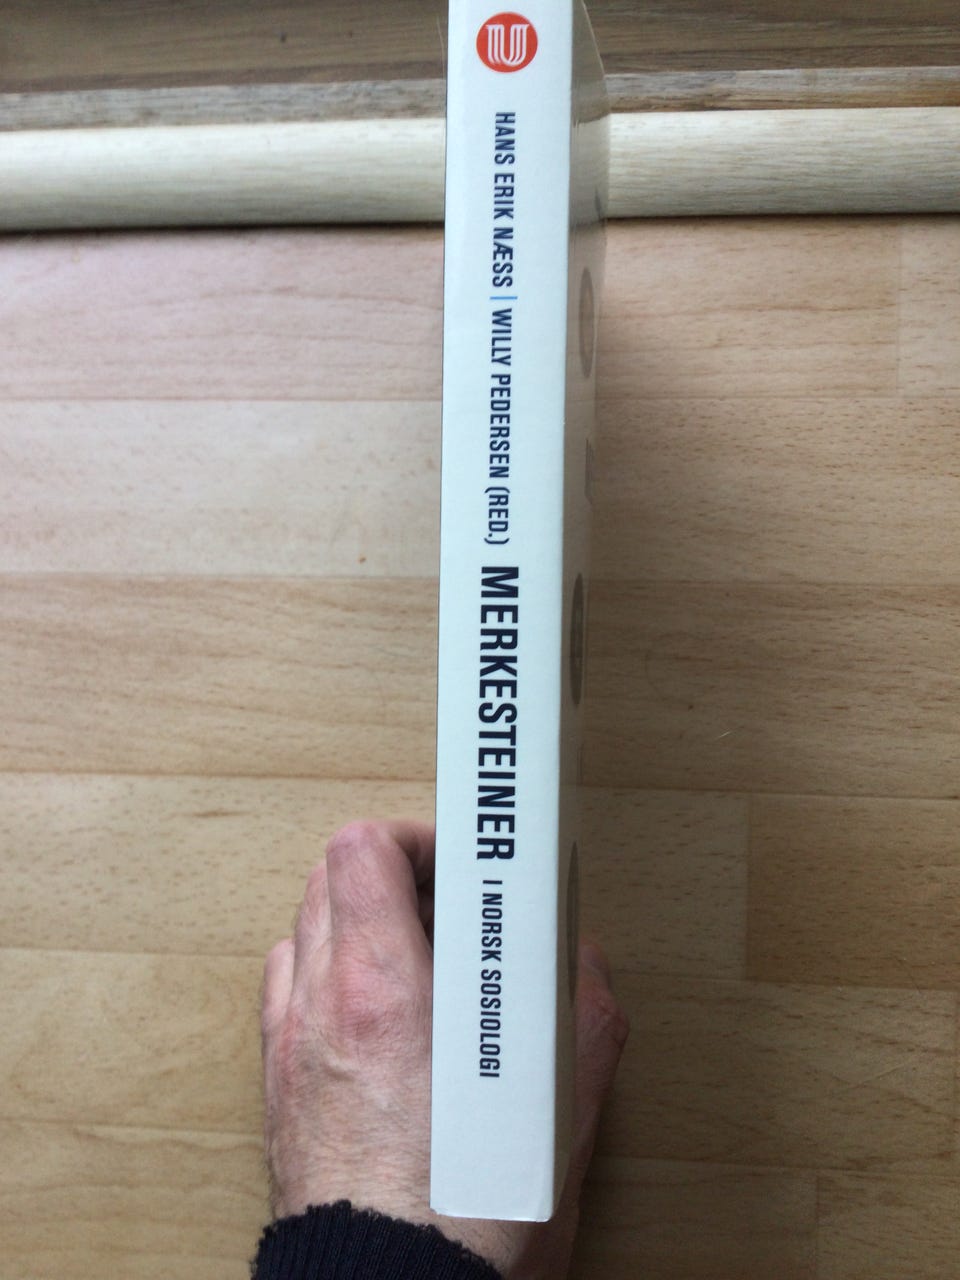 HANS ERIK NÆSS | WILLY PEDERSEN (RED.) MERKESTEINER I NORSK SOSIOLOGI